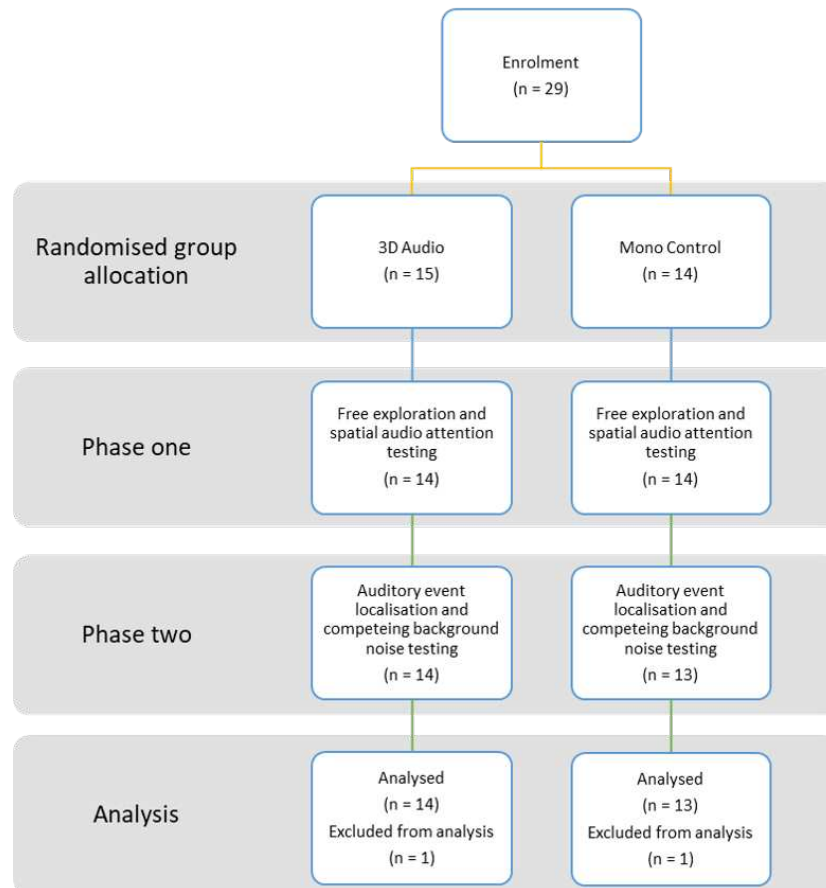 Enrolment
(n = 29)
Randomised group
allocation
3D Audio
(n = 15)
Mono Control
(n = 14)
Phase one
Free exploration and
spatial audio attention
testing
(n = 14)
Free exploration and
spatial audio attention
testing
(n = 14)
Phase two
Auditory event
localisation and
competeing background
noise testing
(n = 14)
Auditory event
localisation and
competeing background
noise testing
(n = 13)
Analysis
Analysed
(n = 14)
Excluded from analysis
(n = 1)
Analysed
(n = 13)
Excluded from analysis
(n = 1)